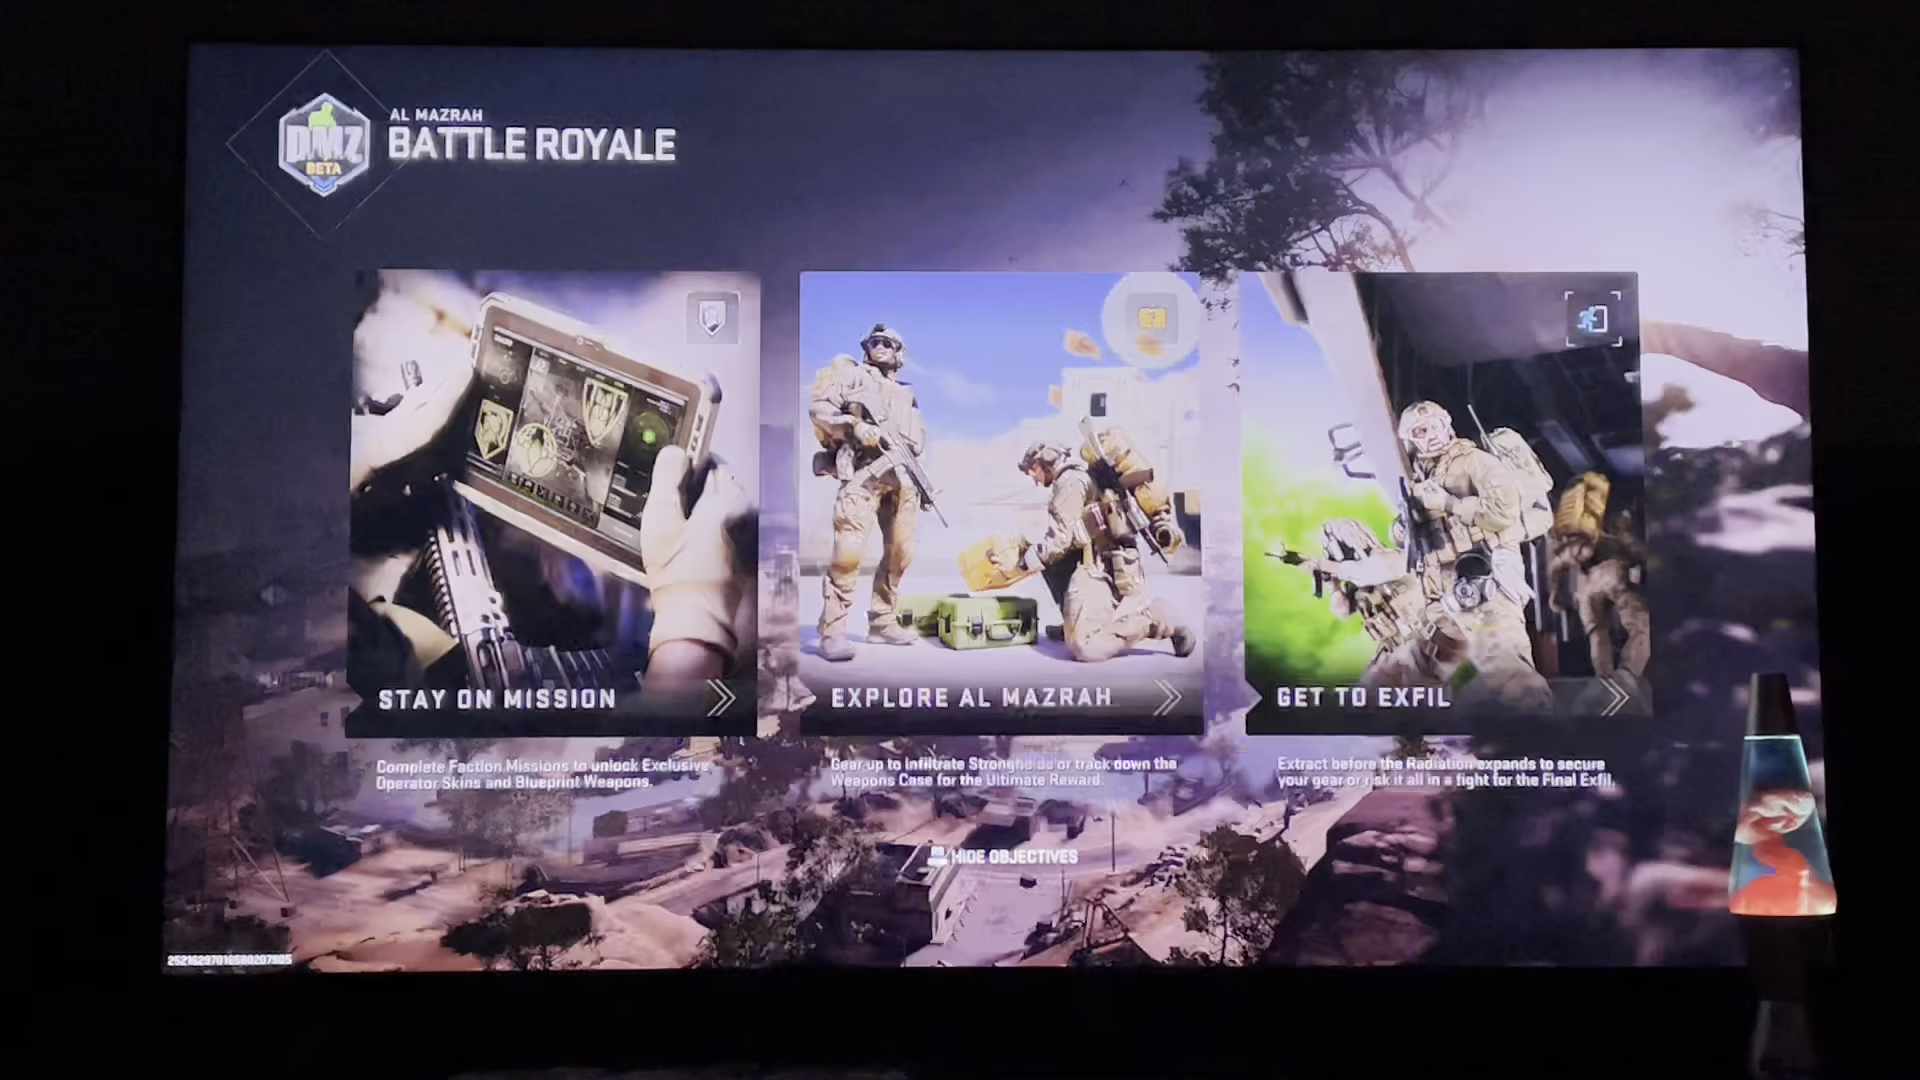 AL MAZRAH
BATTLE ROYALE
DMZ
BETA
STAY ON MISSION
EXPLORE AL MAZRAH
GET TO EXFIL
Complete Faction Missions to unlock Exclusive
Operator Skins and Blueprint Weapons.
Gear up to Infiltrate Strongholds or track down the
Weapons Case for the Ultimate Reward.
Extract before the Radiation expands to secure
your gear or risk it all in a fight for the Final Exfil.
HIDE OBJECTIVES